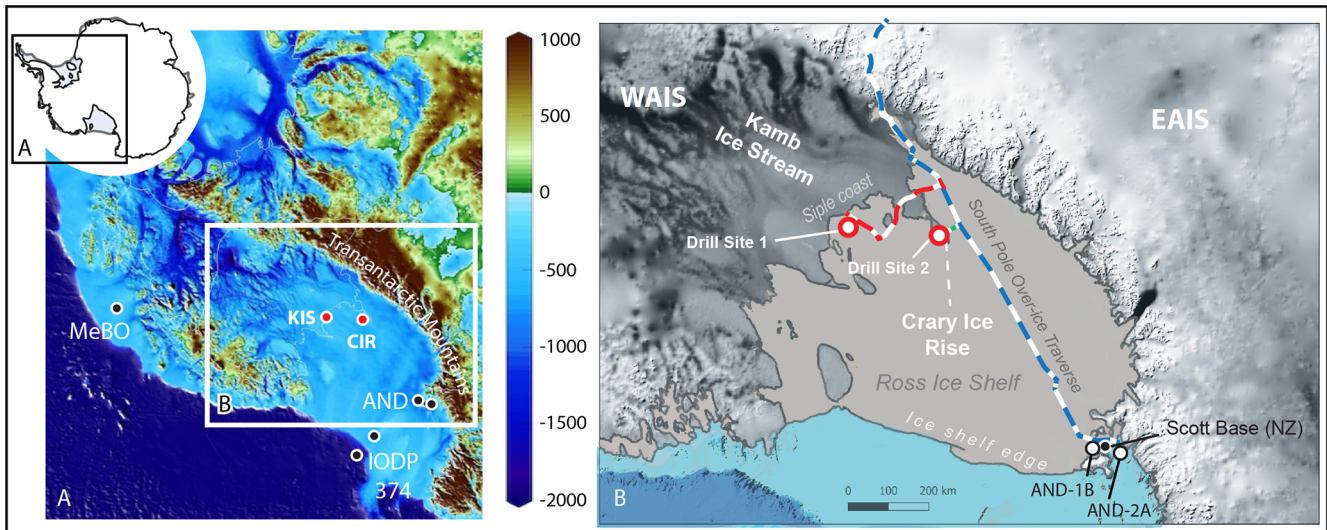 A
MeBO
KIS
CIR
Transantarctic Mountains
AND
B
IODP
374
A
1000
500
0
-500
-1000
-1500
-2000
WAIS
EAIS
Kamb
Ice Stream
Siple coast
Drill Site 1
Drill Site 2
South Pole Over-ice Traverse
Crary Ice
Rise
Ross Ice Shelf
Ice shelf edge
Scott Base (NZ)
AND-1B
AND-2A
0 100 200 km
B